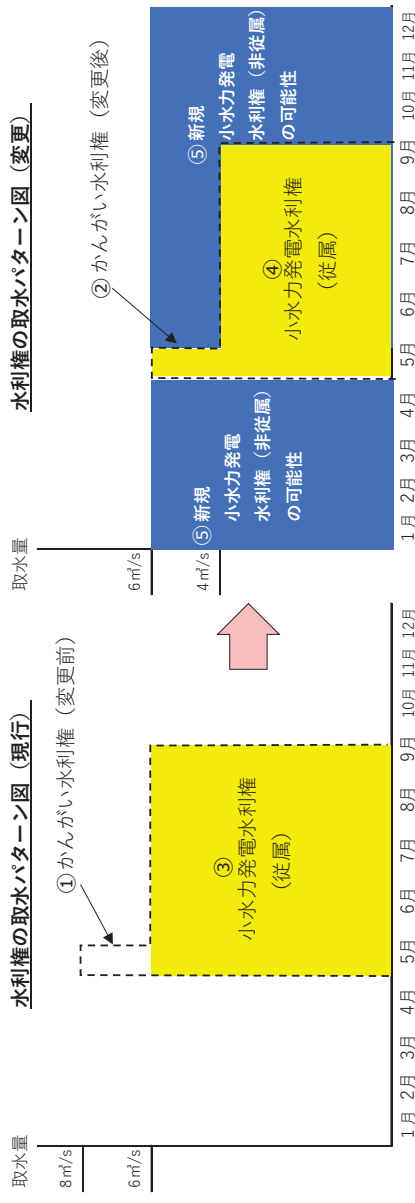 水利権の取水パターン図（現行）
取水量
8㎥/s
6㎥/s
①かんがい水利権（変更前）
③
小水力発電水利権
（従属）
1月 2月 3月 4月 5月 6月 7月 8月 9月 10月 11月 12月
水利権の取水パターン図（変更）
取水量
6㎥/s
4㎥/s
②かんがい水利権（変更後）
⑤新規
小水力発電
水利権（非従属）
の可能性
④
小水力発電水利権
（従属）
⑤新規
小水力発電
水利権（非従属）
の可能性
1月 2月 3月 4月 5月 6月 7月 8月 9月 10月 11月 12月